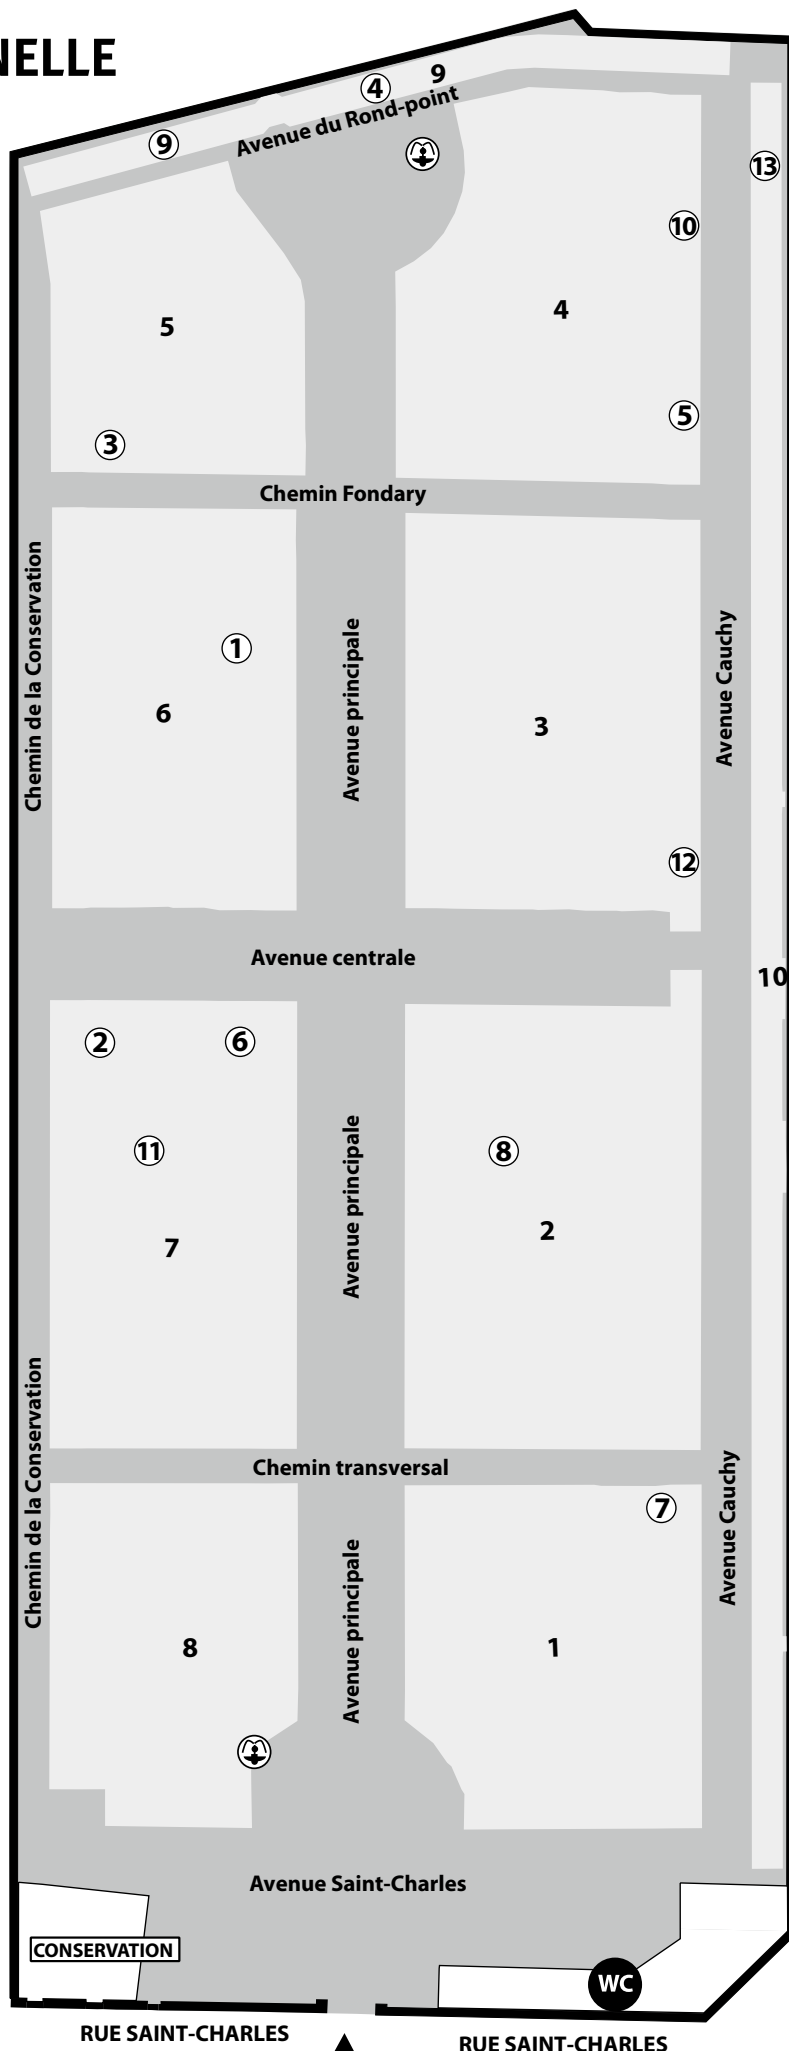 NELLE
9
4
Avenue du Rond-point
9
13
10
4
5
5
3
Chemin Fondary
Chemin de la Conservation
1
6
Avenue principale
3
Avenue Cauchy
12
Avenue centrale
10
2
6
11
7
Avenue principale
8
2
Chemin de la Conservation
Chemin transversal
7
Avenue Cauchy
Avenue principale
8
1
Avenue Saint-Charles
CONSERVATION
WC
RUE SAINT-CHARLES
RUE SAINT-CHARLES